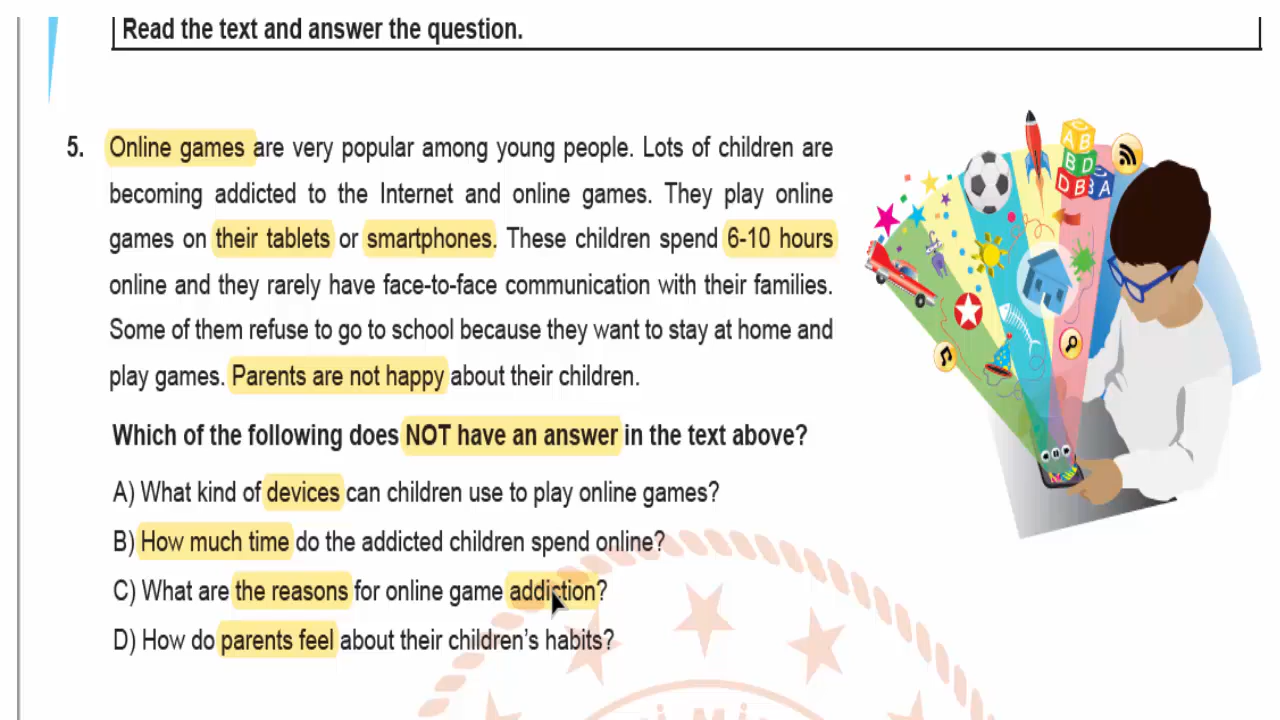 Read the text and answer the question.
5. Online games are very popular among young people. Lots of children are
becoming addicted to the Internet and online games. They play online
games on their tablets or smartphones. These children spend 6-10 hours
online and they rarely have face-to-face communication with their families.
Some of them refuse to go to school because they want to stay at home and
play games. Parents are not happy about their children.
Which of the following does NOT have an answer in the text above?
A) What kind of devices can children use to play online games?
B) How much time do the addicted children spend online?
C) What are the reasons for online game addiction?
D) How do parents feel about their children's habits?
C
A B
B D
D B A